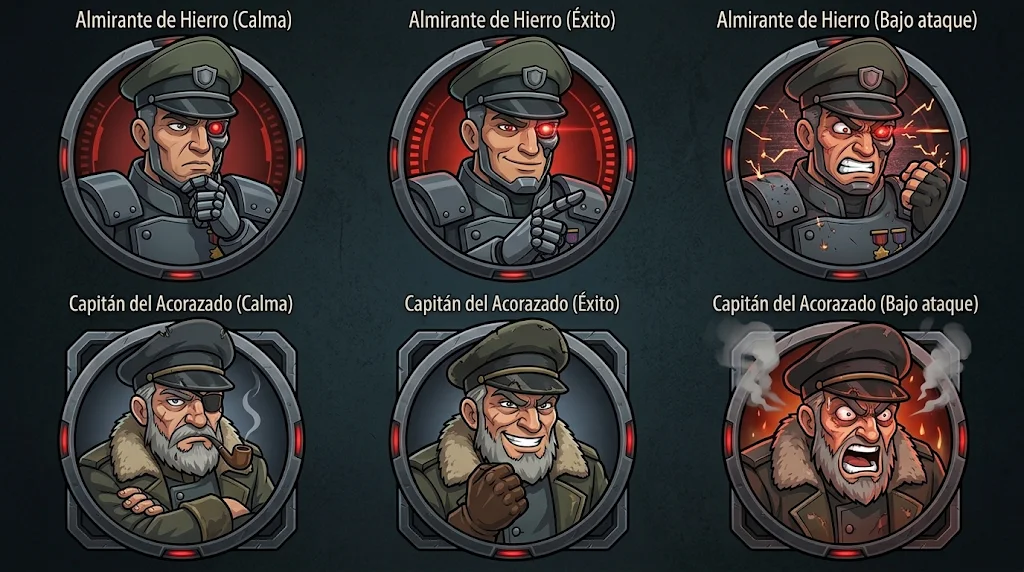 Almirante de Hierro (Calma)
Almirante de Hierro (Éxito)
Almirante de Hierro (Bajo ataque)
Capitán del Acorazado (Calma)
Capitán del Acorazado (Éxito)
Capitán del Acorazado (Bajo ataque)